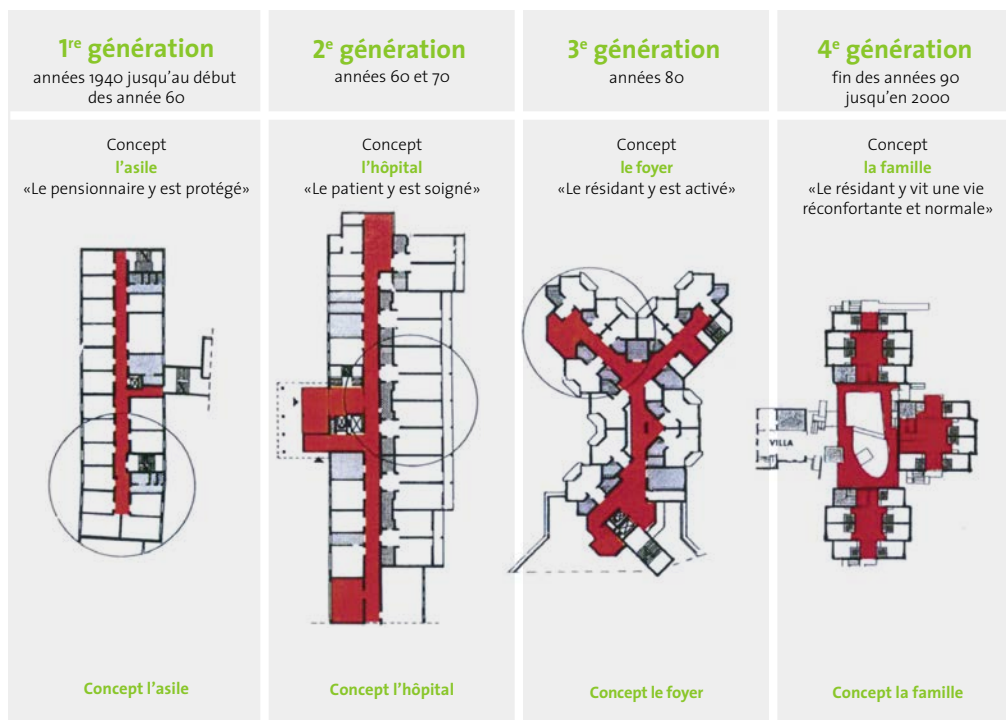 1re génération
années 1940 jusqu'au début
des année 60
2e génération
années 60 et 70
3e génération
années 80
4e génération
fin des années 90
jusqu'en 2000
Concept
l'asile
«Le pensionnaire y est protégé»
Concept
l'hôpital
«Le patient y est soigné»
Concept
le foyer
«Le résidant y est activé»
Concept
la famille
«Le résidant y vit une vie
réconfortante et normale»
VILLA
Concept l'asile
Concept l'hôpital
Concept le foyer
Concept la famille